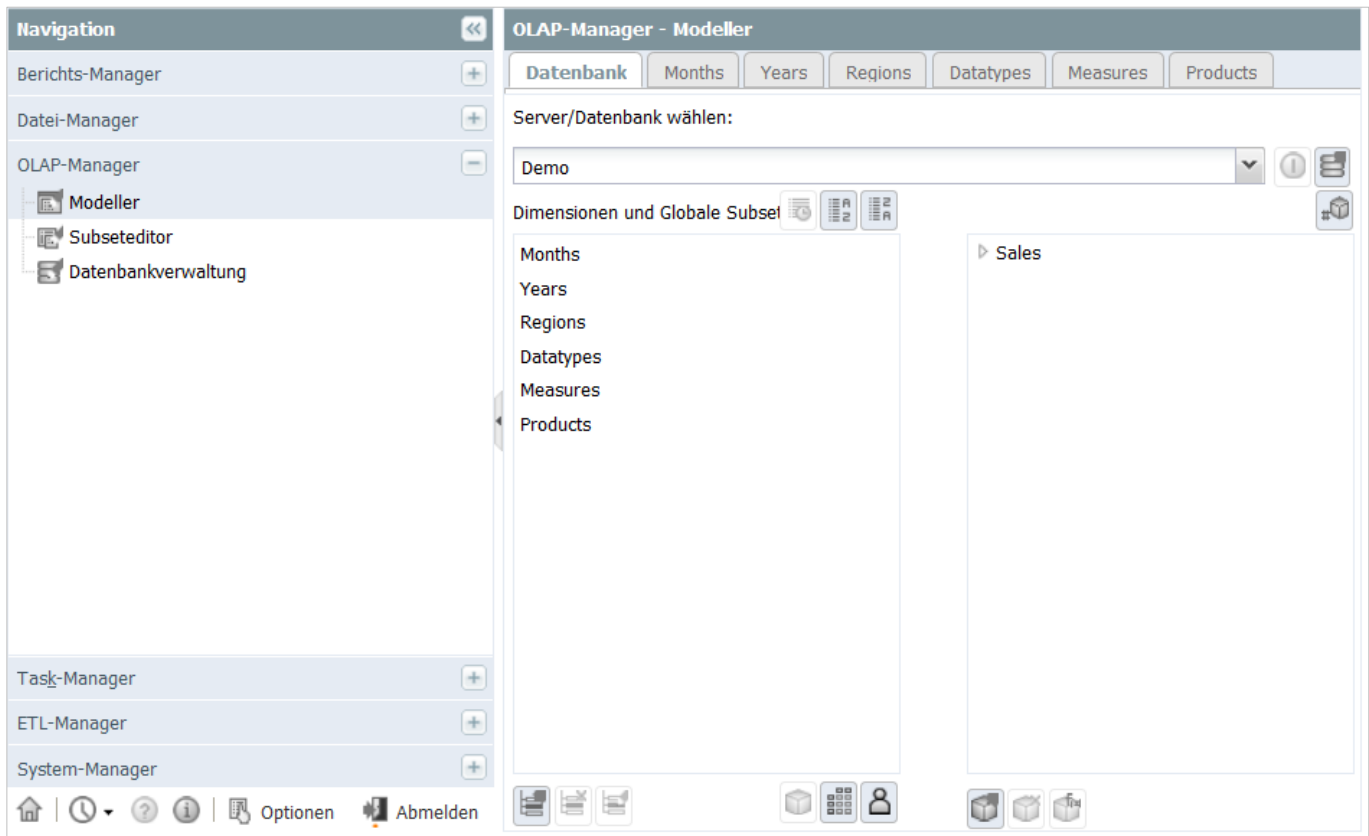 Navigation
Berichts-Manager
Datei-Manager
OLAP-Manager
Modeller
Subseteditor
Datenbankverwaltung
Task-Manager
ETL-Manager
System-Manager
Optionen
Abmelden
OLAP-Manager - Modeller
Datenbank Months Years Regions Datatypes Measures Products
Server/Datenbank wählen:
Demo
Dimensionen und Globale Subset
Months
Years
Regions
Datatypes
Measures
Products
Sales